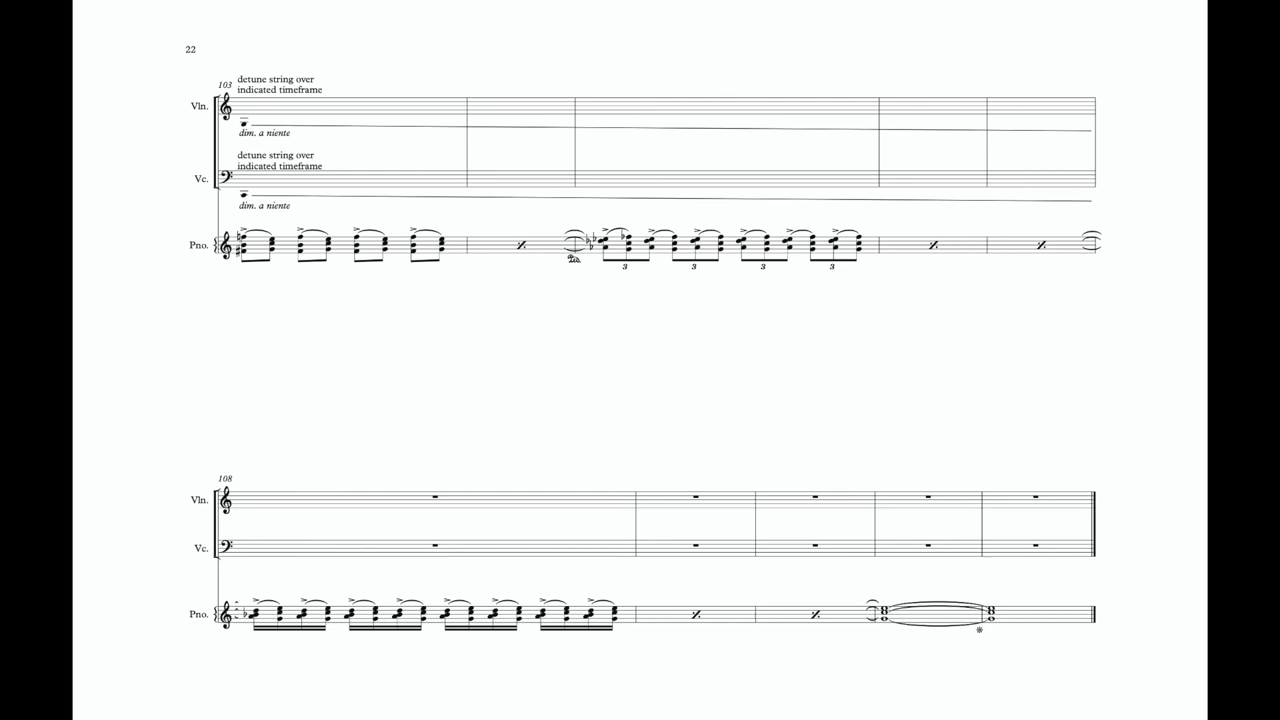 22
103
detune string over
indicated timeframe
Vln.
dim. a niente
detune string over
indicated timeframe
Vc.
dim. a niente
Pno.
3 3 3 3
108
Vln.
Vc.
Pno.